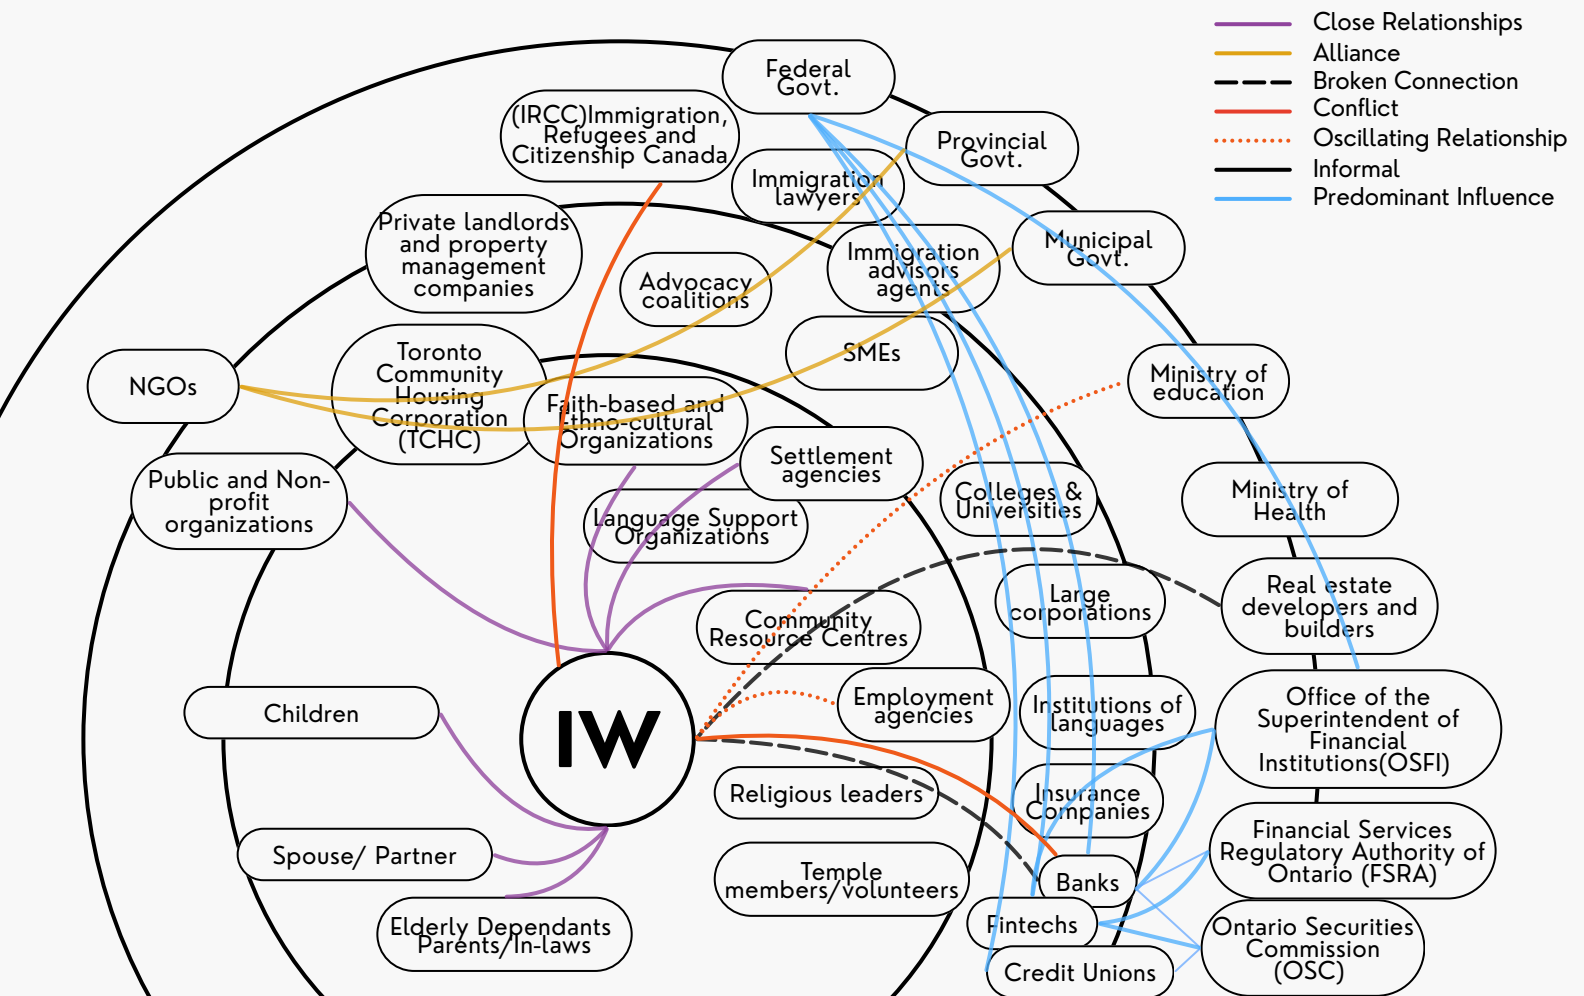 Close Relationships
Alliance
Broken Connection
Conflict
Oscillating Relationship
Informal
Predominant Influence
Federal
Govt.
(IRCC)Immigration,
Refugees and
Citizenship Canada
Provincial
Govt.
Immigration
lawyers
Private landlords
and property
management
companies
Advocacy
coalitions
Immigration
advisors
agents
Municipal
Govt.
NGOs
Toronto
Community
Housing
Corporation
(TCHC)
SMEs
Faith-based and
Ethno-cultural
Organizations
Ministry of
education
Public and Non-
profit
organizations
Settlement
agencies
Language Support
Organizations
Colleges &
Universities
Ministry of
Health
Community
Resource Centres
Large
corporations
Real estate
developers and
builders
Children
IW
Employment
agencies
Institutions of
languages
Office of the
Superintendent of
Financial
Institutions(OSFI)
Religious leaders
Insurance
Companies
Spouse/ Partner
Temple
members/volunteers
Banks
Financial Services
Regulatory Authority of
Ontario (FSRA)
Elderly Dependants
Parents/In-laws
Fintechs
Credit Unions
Ontario Securities
Commission
(OSC)